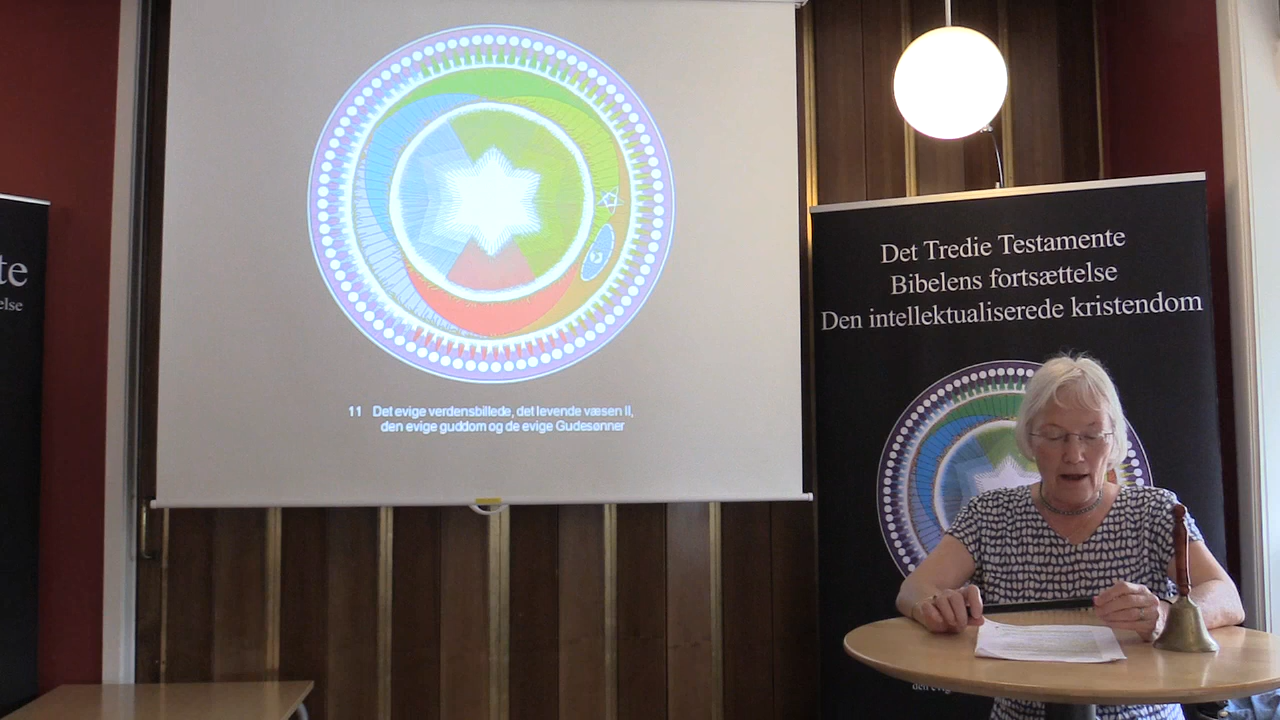 te
else
11 Det evige verdensbillede, det levende væsen II,
den evige guddom og de evige Gudesønner
Det Tredie Testamente
Bibelens fortsættelse
Den intellektualiserede kristendom
den